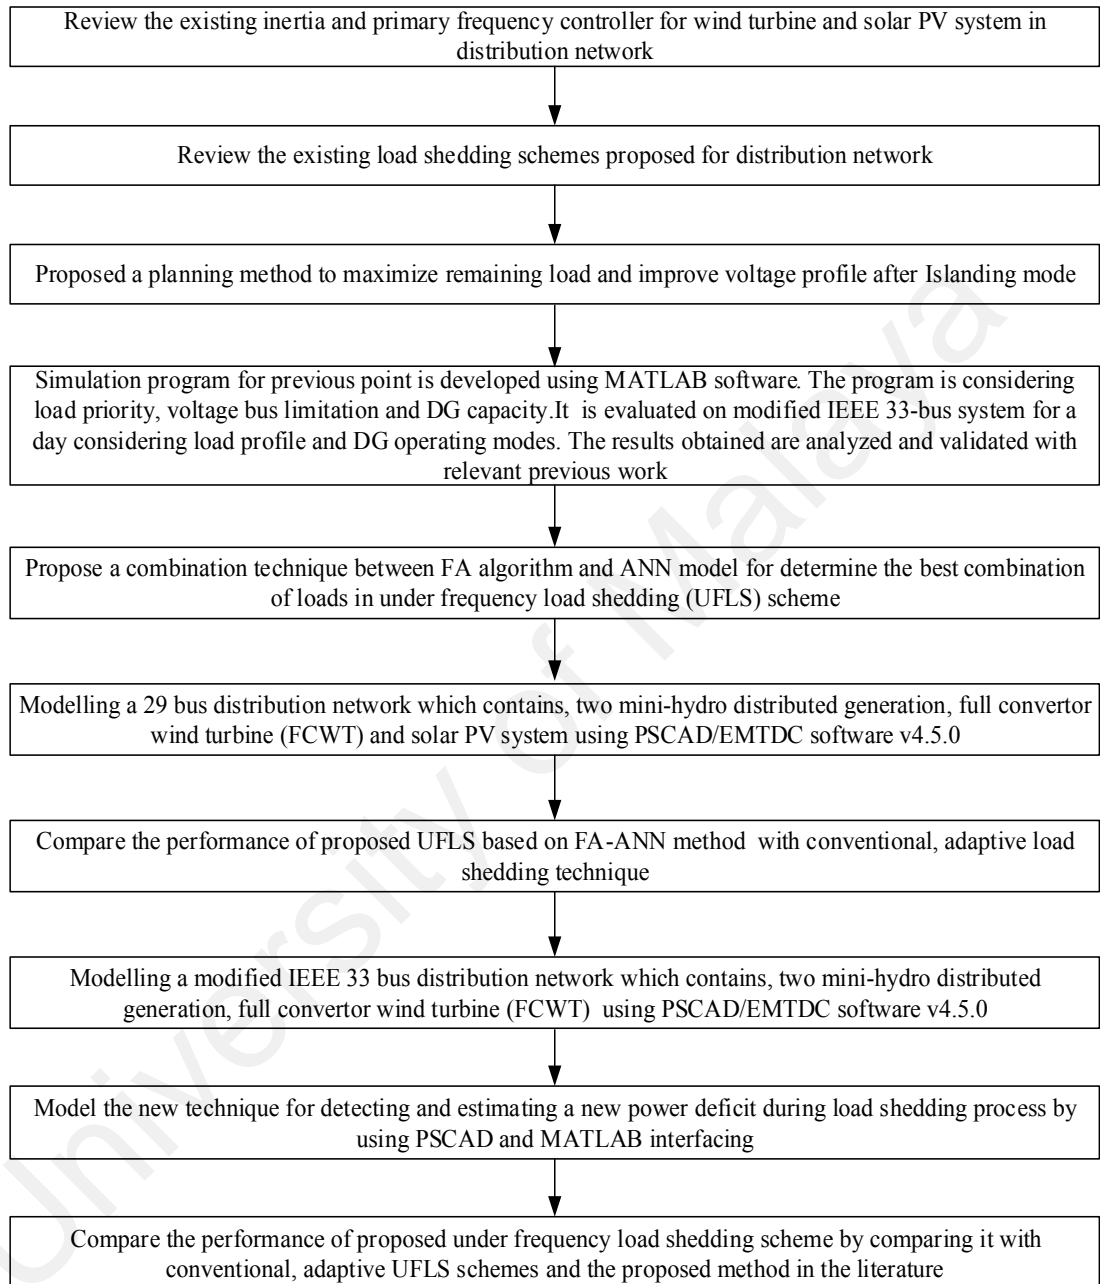 Review the existing inertia and primary frequency controller for wind turbine and solar PV system in
distribution network
Review the existing load shedding schemes proposed for distribution network
Proposed a planning method to maximize remaining load and improve voltage profile after Islanding mode
Simulation program for previous point is developed using MATLAB software. The program is considering
load priority, voltage bus limitation and DG capacity.It is evaluated on modified IEEE 33-bus system for a
day considering load profile and DG operating modes. The results obtained are analyzed and validated with
relevant previous work
Propose a combination technique between FA algorithm and ANN model for determine the best combination
of loads in under frequency load shedding (UFLS) scheme
Modelling a 29 bus distribution network which contains, two mini-hydro distributed generation, full convertor
wind turbine (FCWT) and solar PV system using PSCAD/EMTDC software v4.5.0
Compare the performance of proposed UFLS based on FA-ANN method with conventional, adaptive load
shedding technique
Modelling a modified IEEE 33 bus distribution network which contains, two mini-hydro distributed
generation, full convertor wind turbine (FCWT) using PSCAD/EMTDC software v4.5.0
Model the new technique for detecting and estimating a new power deficit during load shedding process by
using PSCAD and MATLAB interfacing
Compare the performance of proposed under frequency load shedding scheme by comparing it with
conventional, adaptive UFLS schemes and the proposed method in the literature
University of Malaya